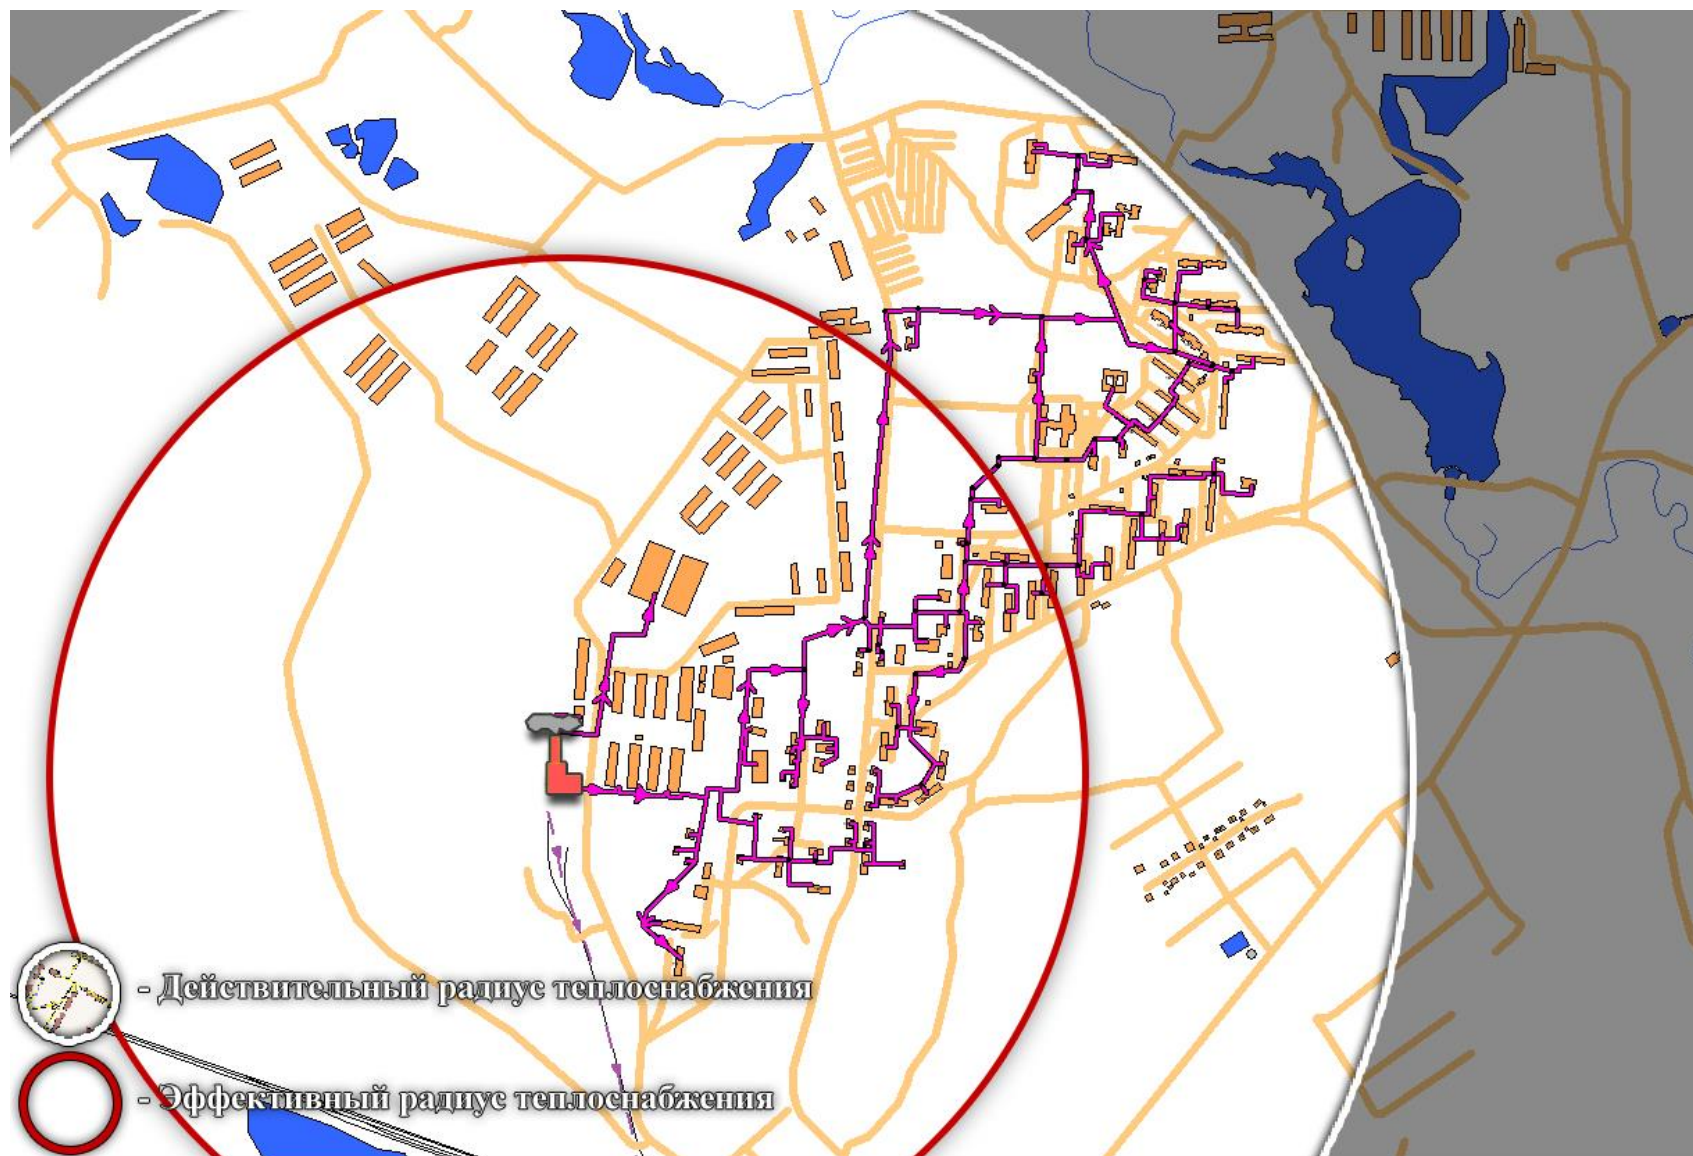 - Действительный радиус теплоснабжения
- Эффективный радиус теплоснабжения